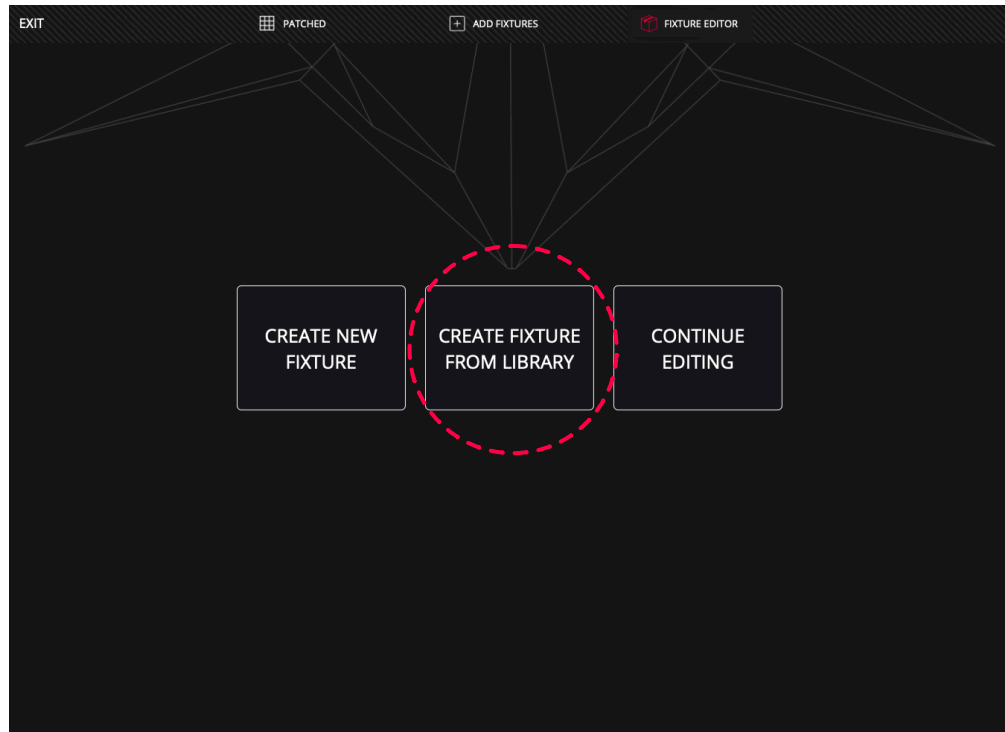 EXIT
PATCHED
ADD FIXTURES
FIXTURE EDITOR
CREATE NEW
FIXTURE
CREATE FIXTURE
FROM LIBRARY
CONTINUE
EDITING